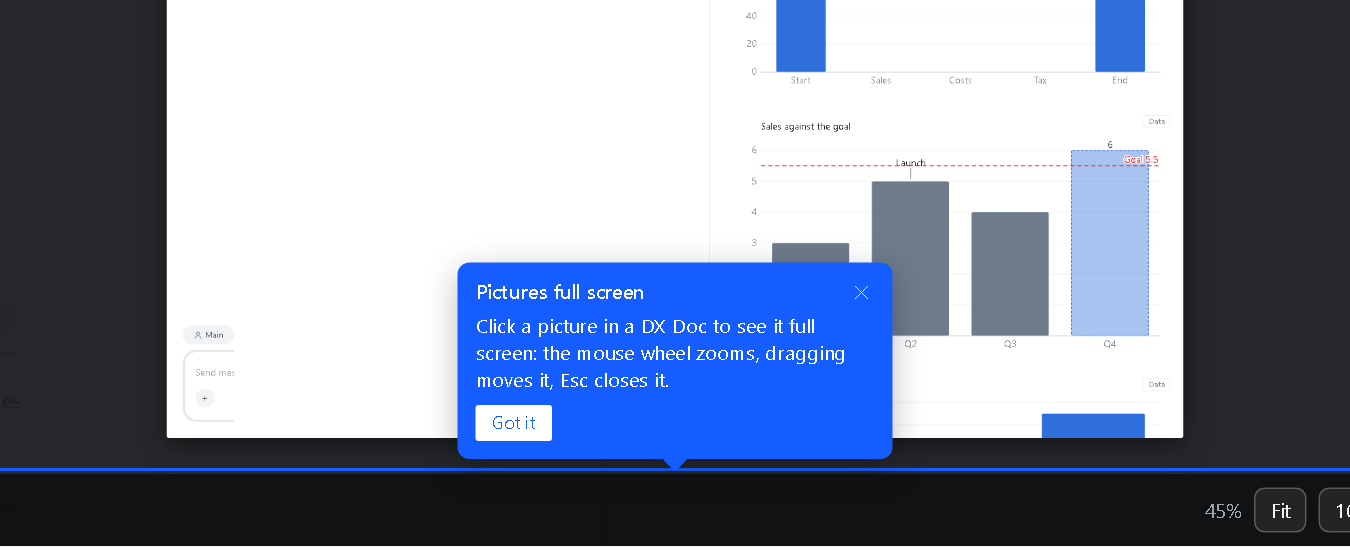 40
20
0
Start Sales Costs Tax End
Sales against the goal
Data
6
6
Goal 5.5
Launch
5
4
3
Q2 Q3 Q4
Data
Main
Send mes
+
Pictures full screen
Click a picture in a DX Doc to see it full
screen: the mouse wheel zooms, dragging
moves it, Esc closes it.
Got it
45% Fit